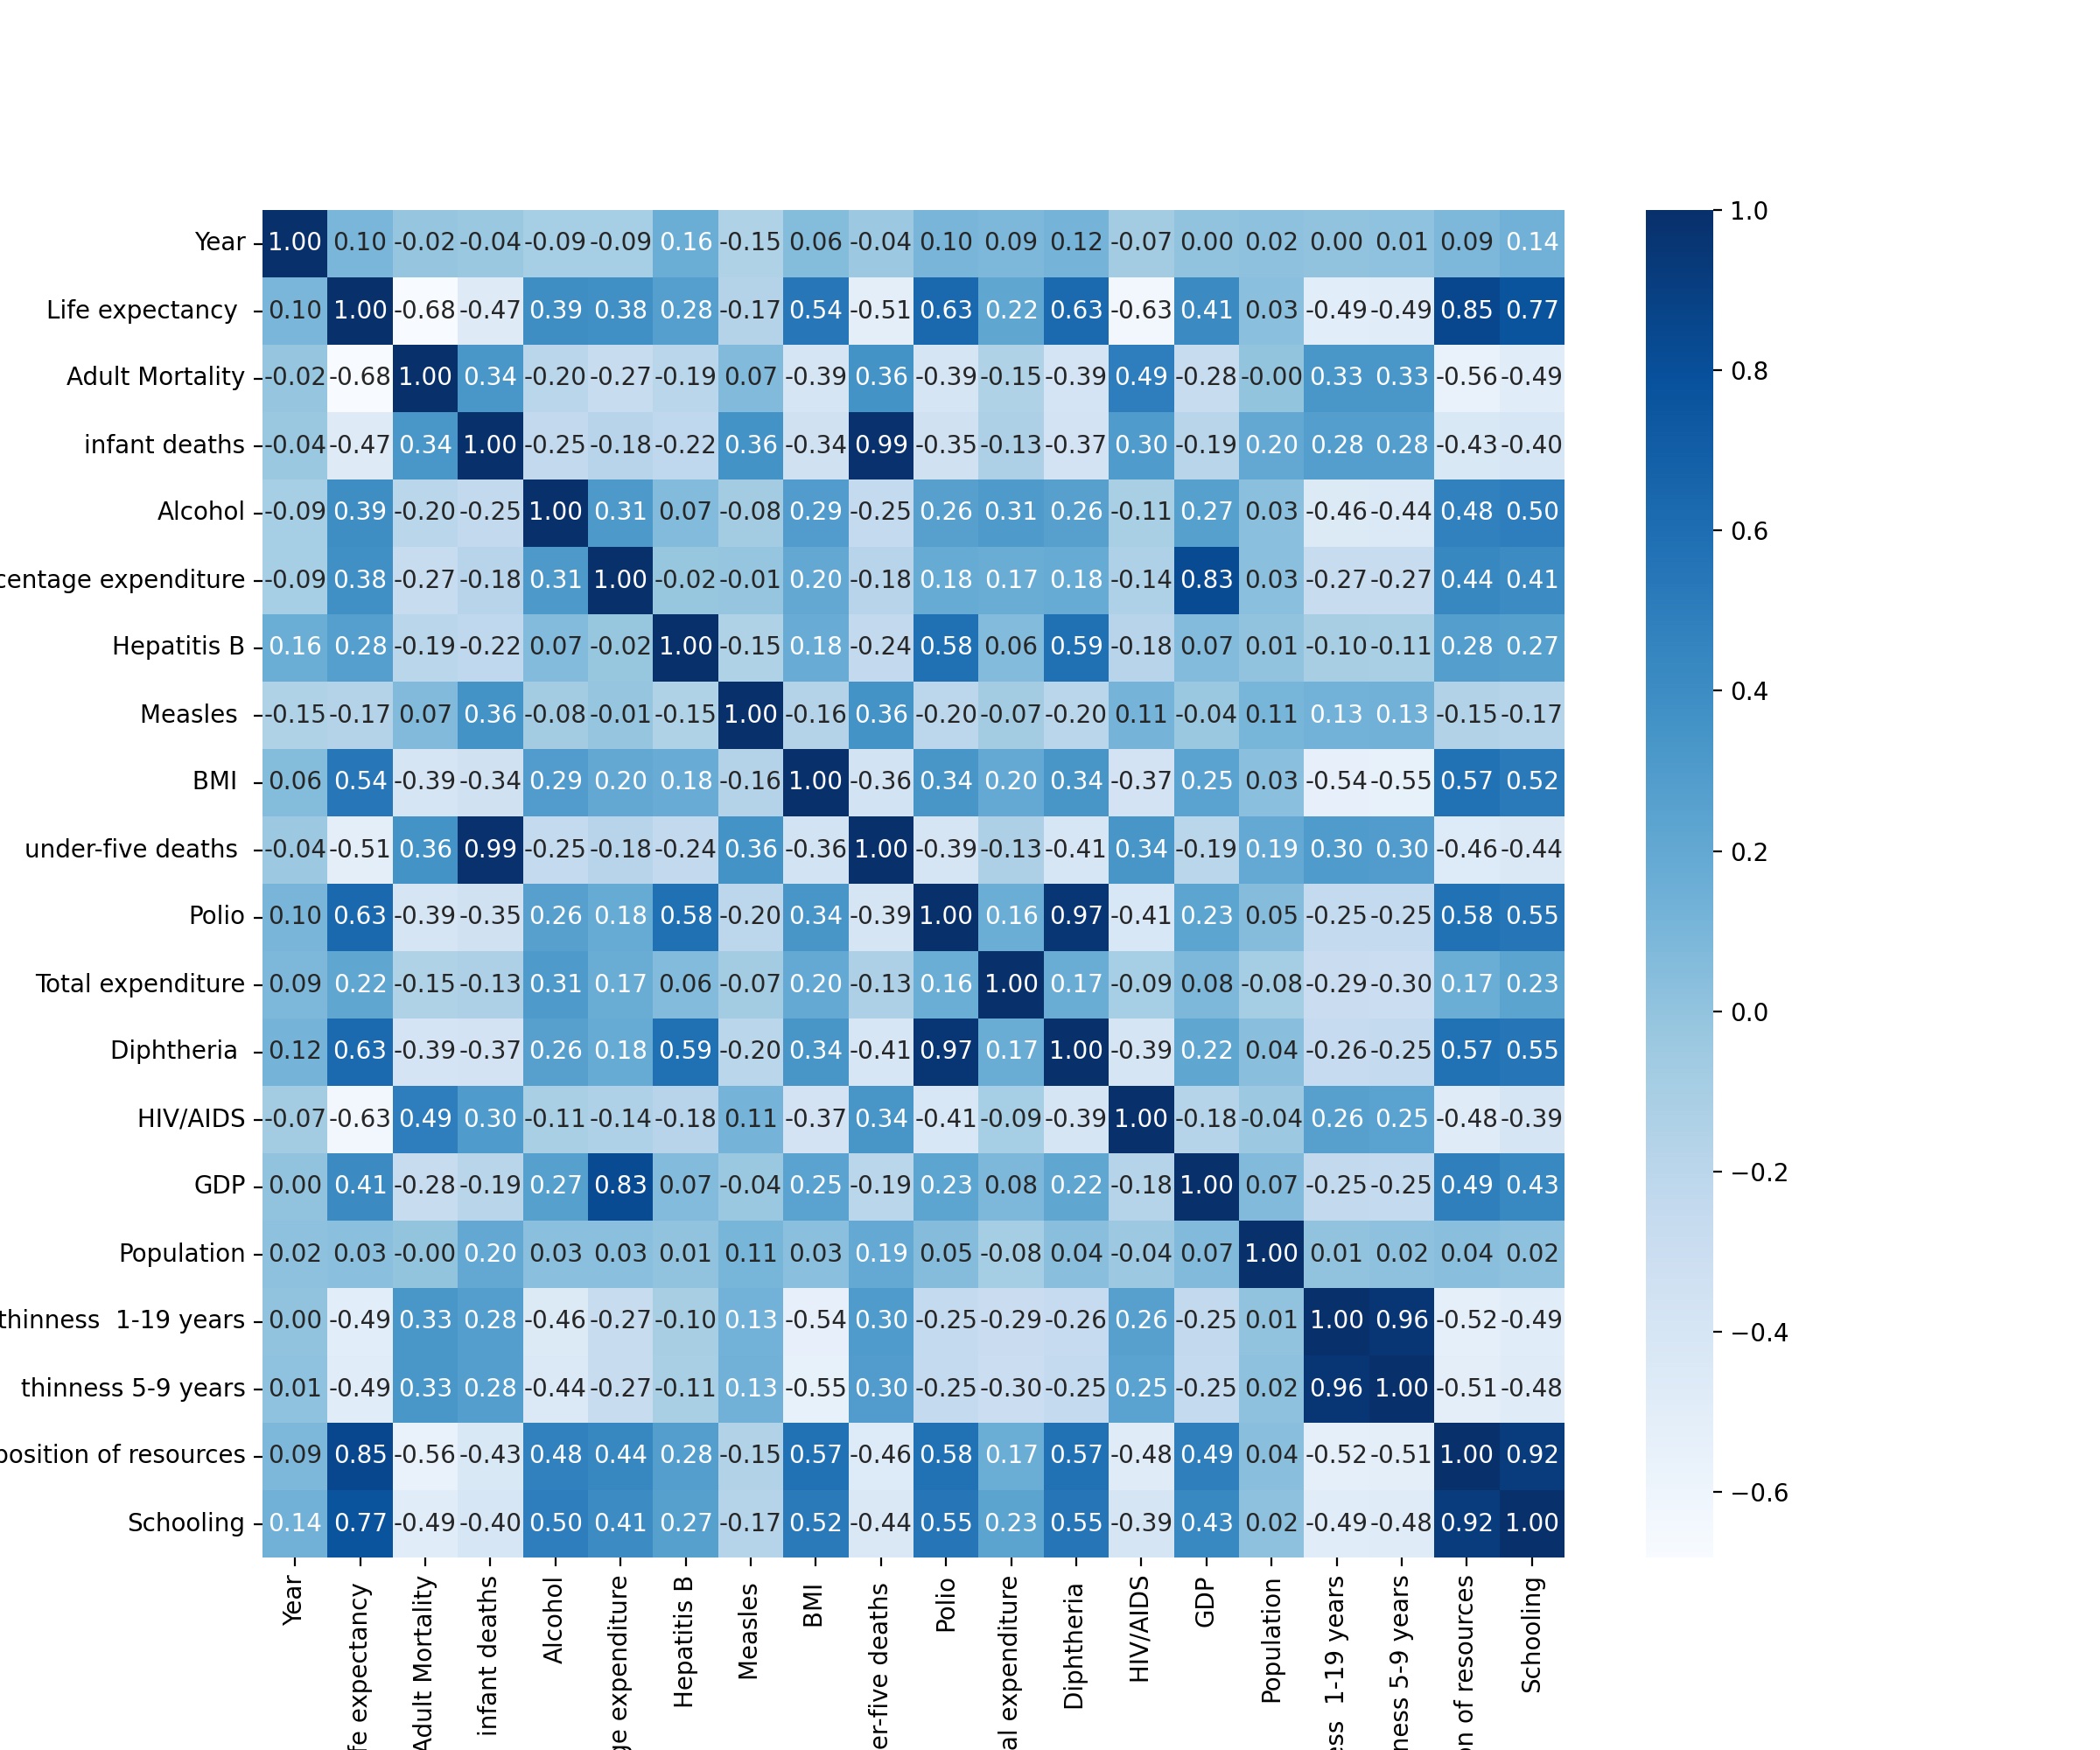 Year 1.00 0.10 -0.02 -0.04 -0.09 -0.09 0.16 -0.15 0.06 -0.04 0.10 0.09 0.12 -0.07 0.00 0.02 0.00 0.01 0.09 0.14
Life expectancy 0.10 1.00 -0.68 -0.47 0.39 0.38 0.28 -0.17 0.54 -0.51 0.63 0.22 0.63 -0.63 0.41 0.03 -0.49 -0.49 0.85 0.77
Adult Mortality -0.02 -0.68 1.00 0.34 -0.20 -0.27 -0.19 0.07 -0.39 0.36 -0.39 -0.15 -0.39 0.49 -0.28 -0.00 0.33 0.33 -0.56 -0.49
infant deaths -0.04 -0.47 0.34 1.00 -0.25 -0.18 -0.22 0.36 -0.34 0.99 -0.35 -0.13 -0.37 0.30 -0.19 0.20 0.28 0.28 -0.43 -0.40
Alcohol -0.09 0.39 -0.20 -0.25 1.00 0.31 0.07 -0.08 0.29 -0.25 0.26 0.31 0.26 -0.11 0.27 0.03 -0.46 -0.44 0.48 0.50
centage expenditure -0.09 0.38 -0.27 -0.18 0.31 1.00 -0.02 -0.01 0.20 -0.18 0.18 0.17 0.18 -0.14 0.83 0.03 -0.27 -0.27 0.44 0.41
Hepatitis B 0.16 0.28 -0.19 -0.22 0.07 -0.02 1.00 -0.15 0.18 -0.24 0.58 0.06 0.59 -0.18 0.07 0.01 -0.10 -0.11 0.28 0.27
Measles -0.15 -0.17 0.07 0.36 -0.08 -0.01 -0.15 1.00 -0.16 0.36 -0.20 -0.07 -0.20 0.11 -0.04 0.11 0.13 0.13 -0.15 -0.17
BMI 0.06 0.54 -0.39 -0.34 0.29 0.20 0.18 -0.16 1.00 -0.36 0.34 0.20 0.34 -0.37 0.25 0.03 -0.54 -0.55 0.57 0.52
under-five deaths -0.04 -0.51 0.36 0.99 -0.25 -0.18 -0.24 0.36 -0.36 1.00 -0.39 -0.13 -0.41 0.34 -0.19 0.19 0.30 0.30 -0.46 -0.44
Polio 0.10 0.63 -0.39 -0.35 0.26 0.18 0.58 -0.20 0.34 -0.39 1.00 0.16 0.97 -0.41 0.23 0.05 -0.25 -0.25 0.58 0.55
Total expenditure 0.09 0.22 -0.15 -0.13 0.31 0.17 0.06 -0.07 0.20 -0.13 0.16 1.00 0.17 -0.09 0.08 -0.08 -0.29 -0.30 0.17 0.23
Diphtheria 0.12 0.63 -0.39 -0.37 0.26 0.18 0.59 -0.20 0.34 -0.41 0.97 0.17 1.00 -0.39 0.22 0.04 -0.26 -0.25 0.57 0.55
HIV/AIDS -0.07 -0.63 0.49 0.30 -0.11 -0.14 -0.18 0.11 -0.37 0.34 -0.41 -0.09 -0.39 1.00 -0.18 -0.04 0.26 0.25 -0.48 -0.39
GDP 0.00 0.41 -0.28 -0.19 0.27 0.83 0.07 -0.04 0.25 -0.19 0.23 0.08 0.22 -0.18 1.00 0.07 -0.25 -0.25 0.49 0.43
Population 0.02 0.03 -0.00 0.20 0.03 0.03 0.01 0.11 0.03 0.19 0.05 -0.08 0.04 -0.04 0.07 1.00 0.01 0.02 0.04 0.02
thinness  1-19 years 0.00 -0.49 0.33 0.28 -0.46 -0.27 -0.10 0.13 -0.54 0.30 -0.25 -0.29 -0.26 0.26 -0.25 0.01 1.00 0.96 -0.52 -0.49
thinness 5-9 years 0.01 -0.49 0.33 0.28 -0.44 -0.27 -0.11 0.13 -0.55 0.30 -0.25 -0.30 -0.25 0.25 -0.25 0.02 0.96 1.00 -0.51 -0.48
position of resources 0.09 0.85 -0.56 -0.43 0.48 0.44 0.28 -0.15 0.57 -0.46 0.58 0.17 0.57 -0.48 0.49 0.04 -0.52 -0.51 1.00 0.92
Schooling 0.14 0.77 -0.49 -0.40 0.50 0.41 0.27 -0.17 0.52 -0.44 0.55 0.23 0.55 -0.39 0.43 0.02 -0.49 -0.48 0.92 1.00
Year
fe expectancy
Adult Mortality
infant deaths
Alcohol
ge expenditure
Hepatitis B
Measles
BMI
er-five deaths
Polio
al expenditure
Diphtheria
HIV/AIDS
GDP
Population
ess  1-19 years
ness 5-9 years
on of resources
Schooling
1.0
0.8
0.6
0.4
0.2
0.0
−0.2
−0.4
−0.6